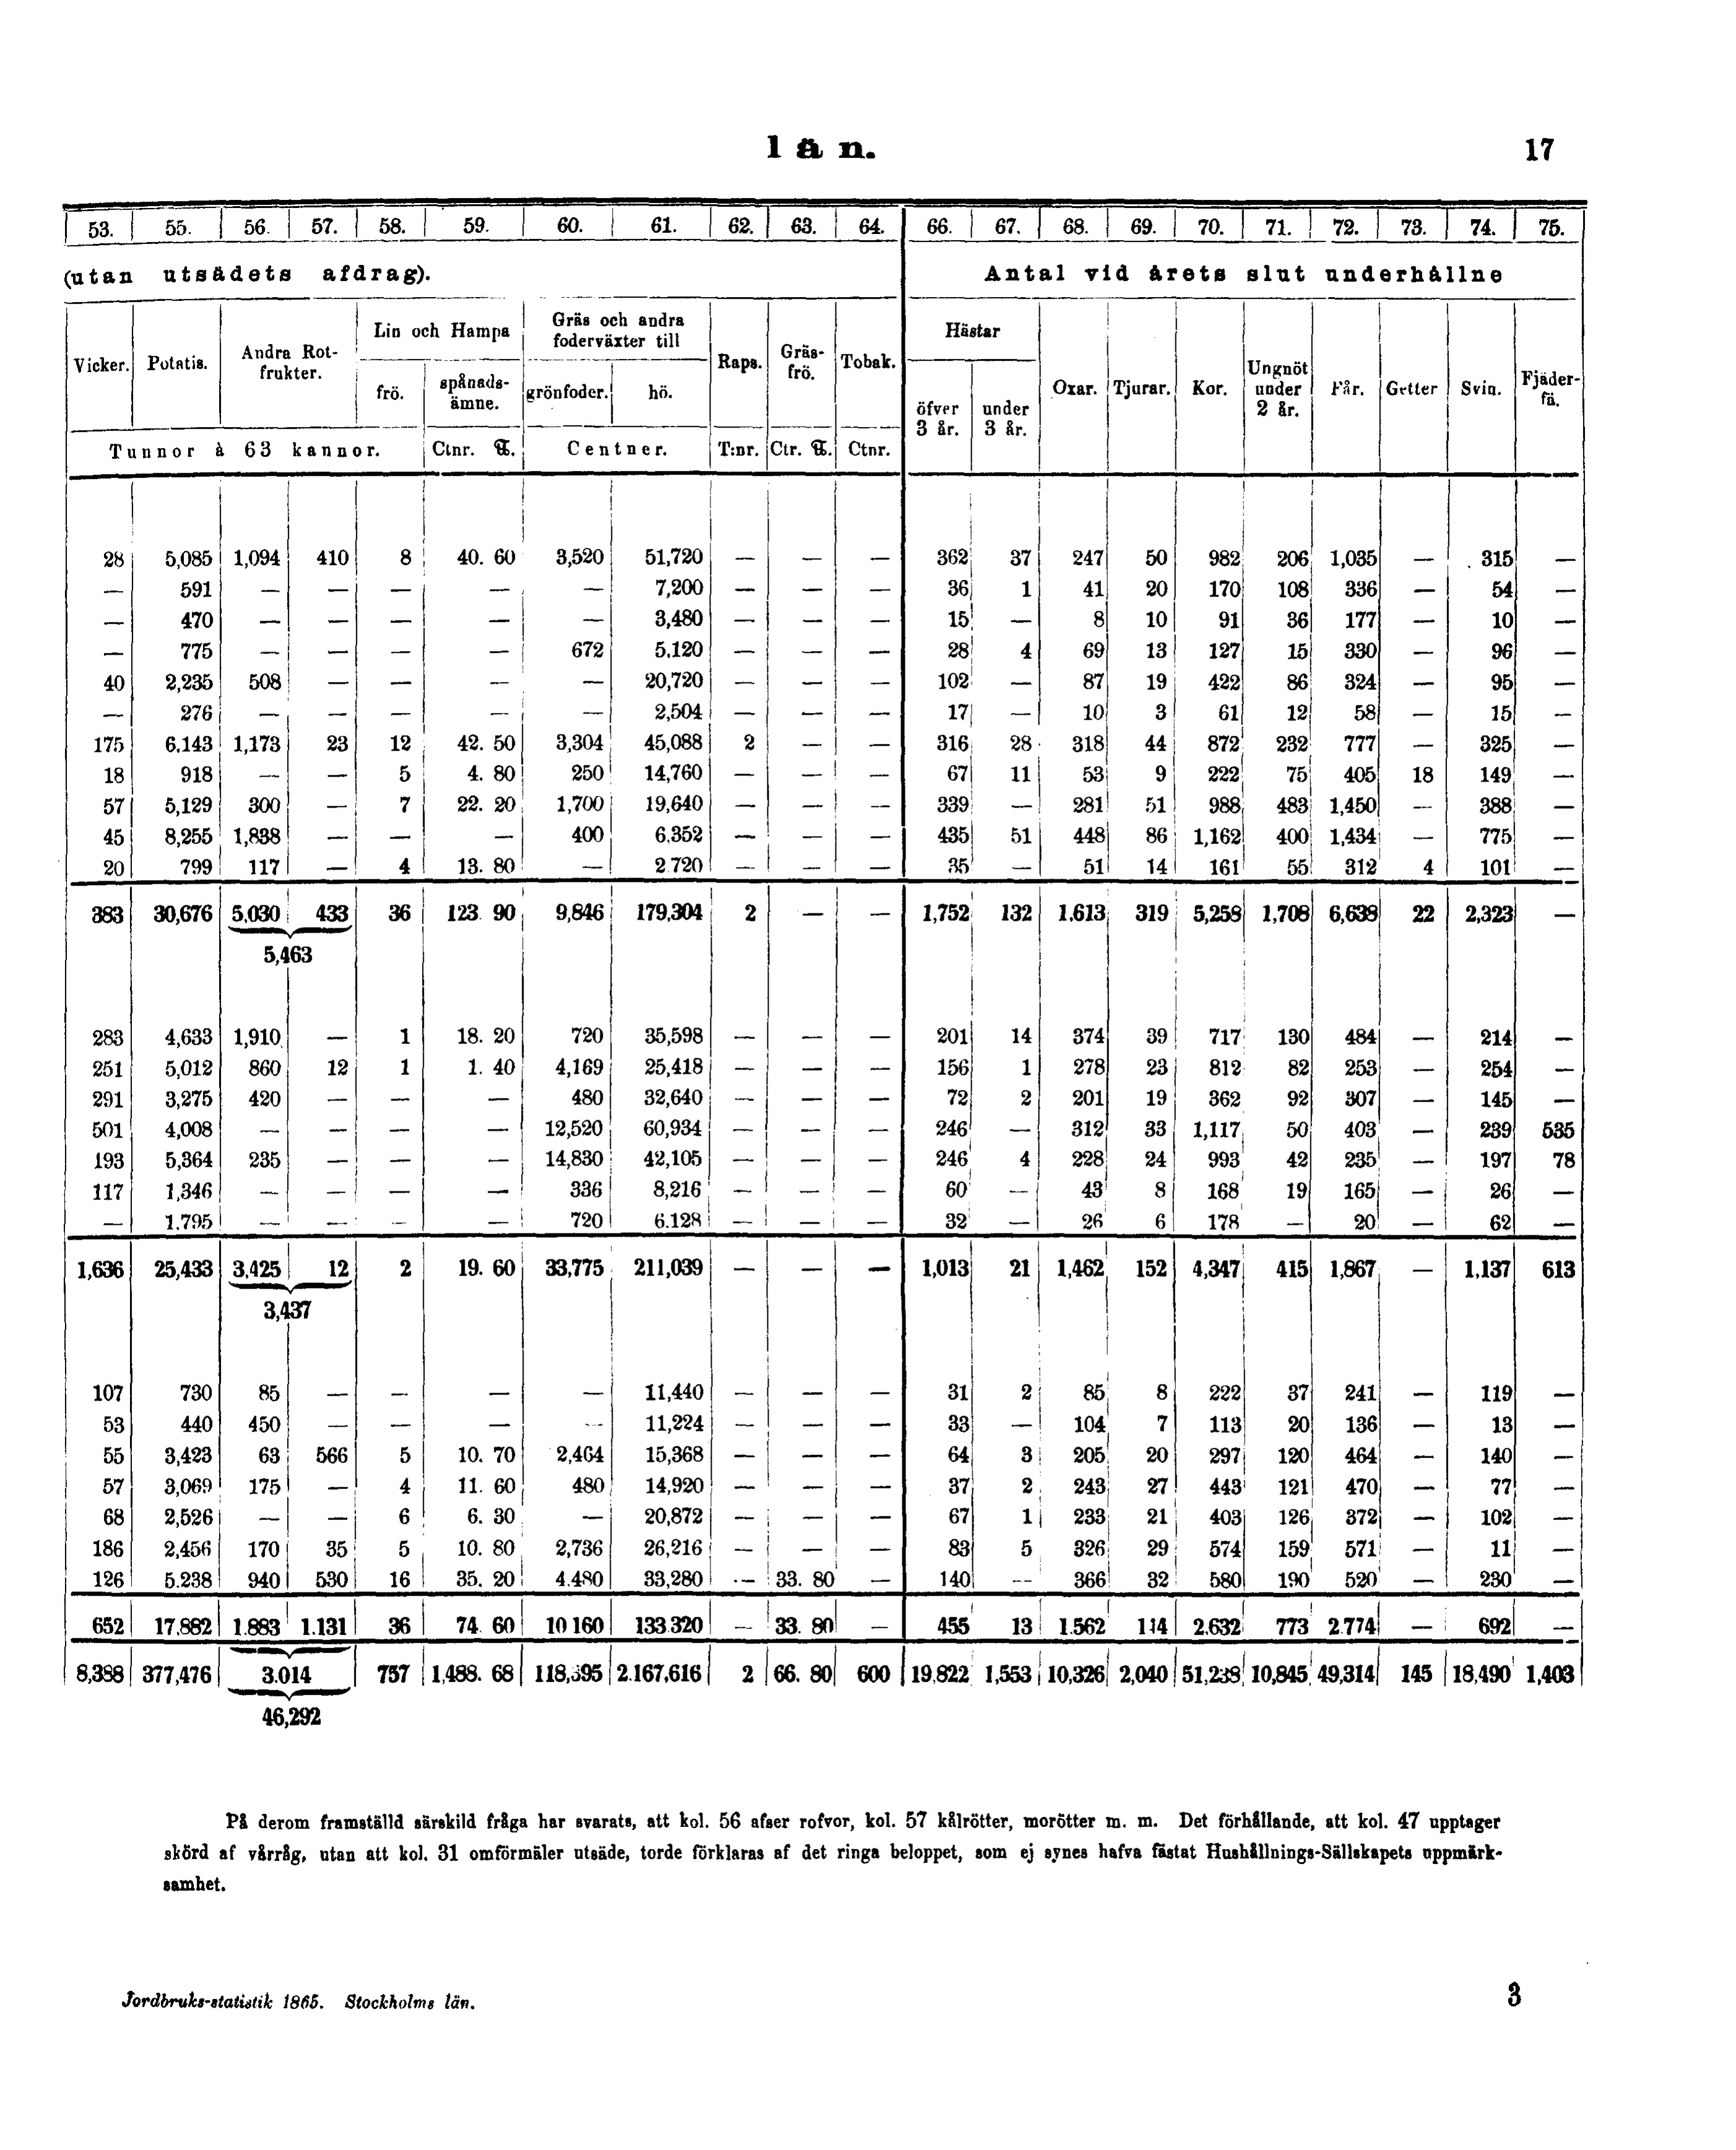 län.
17
53. 55. 56. 57. 58. 59. 60. 61. 62. 63. 64. 66. 67. 68. 69. 70. 71. 72. 73. 74. 75.
(utan utsädets afdrag). Antal vid årets slut underhållne
Vicker. Potatis. Andra Rot-frukter. Lin och Hampa Gräs och andra foderväxter till Raps. Gräs-frö. Tobak. Hästar Oxar. Tjurar. Kor. Ungnöt under 2 år. Får. Getter Svin. Fjäder-fä.
frö. spånads-ämne. grönfoder. hö. öfver 3 år. under 3 år.
Tunnor à 63 kannor. Ctnr. ℔. Centner. T:nr. Ctr. ℔. Ctnr.
28 5,085 1,094 410 8 40. 60 3,520 51,720 — — — 362 37 247 50 982 206 1,035 — 315 —
— 591 — — — — — 7,200 — — — 36 1 41 20 170 108 336 — 54 —
— 470 — — — — — 3,480 — — — 15 — 8 10 91 36 177 — 10 —
— 775 — — — — 672 5,120 — — — 28 4 69 13 127 15 330 — 96 —
40 2,235 508 — — — — 20,720 — — — 102 — 87 19 422 86 324 — 95 —
— 276 — — — — — 2,504 — — — 17 — 10 3 61 12 58 — 15 —
175 6,143 1,173 23 12 42. 50 3,304 45,088 2 — — 316 28 318 44 872 232 777 — 325 —
18 918 — — 5 4. 80 250 14,760 — — — 67 11 53 9 222 75 405 18 149 —
57 5,129 300 — 7 22. 20 1,700 19,640 — — — 339 — 281 51 988 483 1,450 — 388 —
45 8,255 1,838 — — — 400 6,352 — — — 435 51 448 86 1,162 400 1,434 — 775 —
20 799 117 — 4 13. 80 — 2 720 — — — 35 — 51 14 161 55 312 4 101 —
383 30,676 5,030 433 36 123 90 9,846 179,304 2 — — 1,752 132 1,613 319 5,258 1,708 6,638 22 2,323 —
5,463
283 4,633 1,910 — 1 18. 20 720 35,598 — — — 201 14 374 39 717 130 484 — 214 —
251 5,012 860 12 1 1. 40 4,169 25,418 — — — 156 1 278 23 812 82 253 — 254 —
291 3,275 420 — — — 480 32,640 — — — 72 2 201 19 362 92 307 — 145 —
501 4,008 — — — — 12,520 60,934 — — — 246 — 312 33 1,117 50 403 — 239 535
193 5,364 235 — — — 14,830 42,105 — — — 246 4 228 24 993 42 235 — 197 78
117 1,346 — — — — 336 8,216 — — — 60 — 43 8 168 19 165 — 26 —
— 1.795 — — — — 720 6.128 — — — 32 — 26 6 178 — 20 — 62 —
1,636 25,433 3,425 12 2 19. 60 33,775 211,039 — — — 1,013 21 1,462 152 4,347 415 1,867 — 1,137 613
3,437
107 730 85 — — — — 11,440 — — — 31 2 85 8 222 37 241 — 119 —
53 440 450 — — — — 11,224 — — — 33 — 104 7 113 20 136 — 13 —
55 3,423 63 566 5 10. 70 2,464 15,368 — — — 64 3 205 20 297 120 464 — 140 —
57 3,069 175 — 4 11. 60 480 14,920 — — — 37 2 243 27 443 121 470 — 77 —
68 2,526 — — 6 6. 30 — 20,872 — — — 67 1 233 21 403 126 372 — 102 —
186 2,456 170 35 5 10. 80 2,736 26,216 — — — 83 5 326 29 574 159 571 — 11 —
126 5.238 940 530 16 35. 20 4.480 33,280 — 33. 80 — 140 — 366 32 580 190 520 — 230 —
652 17,882 1.883 1.131 36 74 60 10 160 133.320 — 33. 80 — 455 13 1.562 144 2.632 773 2.774 — 692 —
8,388 377,476 3.014 757 1,488. 68 118,395 2.167,616 2 66. 80 600 19,822 1,553 10,326 2,040 51,238 10,845 49,314 145 18,490 1,403
46,292
På derom framställd särskild fråga har svarats, att kol. 56 afser rofvor, kol. 57 kålrötter, morötter m. m. Det förhållande, att kol. 47 upptager
skörd af vårråg, utan att kol. 31 omförmäler utsäde, torde förklaras af det ringa beloppet, som ej synes hafva fästat Hushållnings-Sällskapets uppmärk-
samhet.
Jordbruks-statistik 1865. Stockholms län.
3